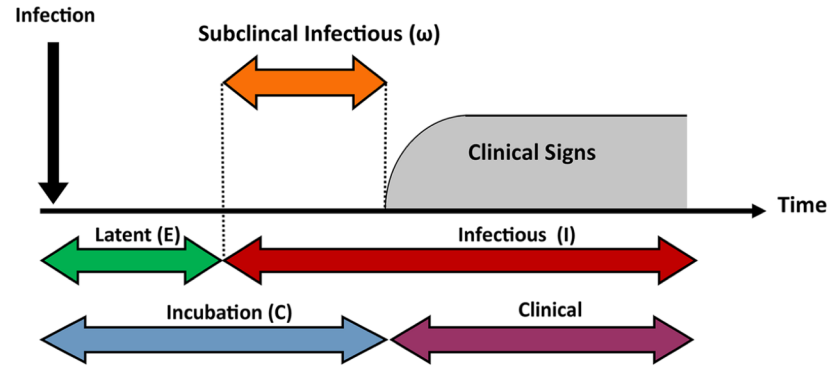 Infection
Subclincal Infectious (ω)
Clinical Signs
Time
Latent (E)
Infectious (I)
Incubation (C)
Clinical